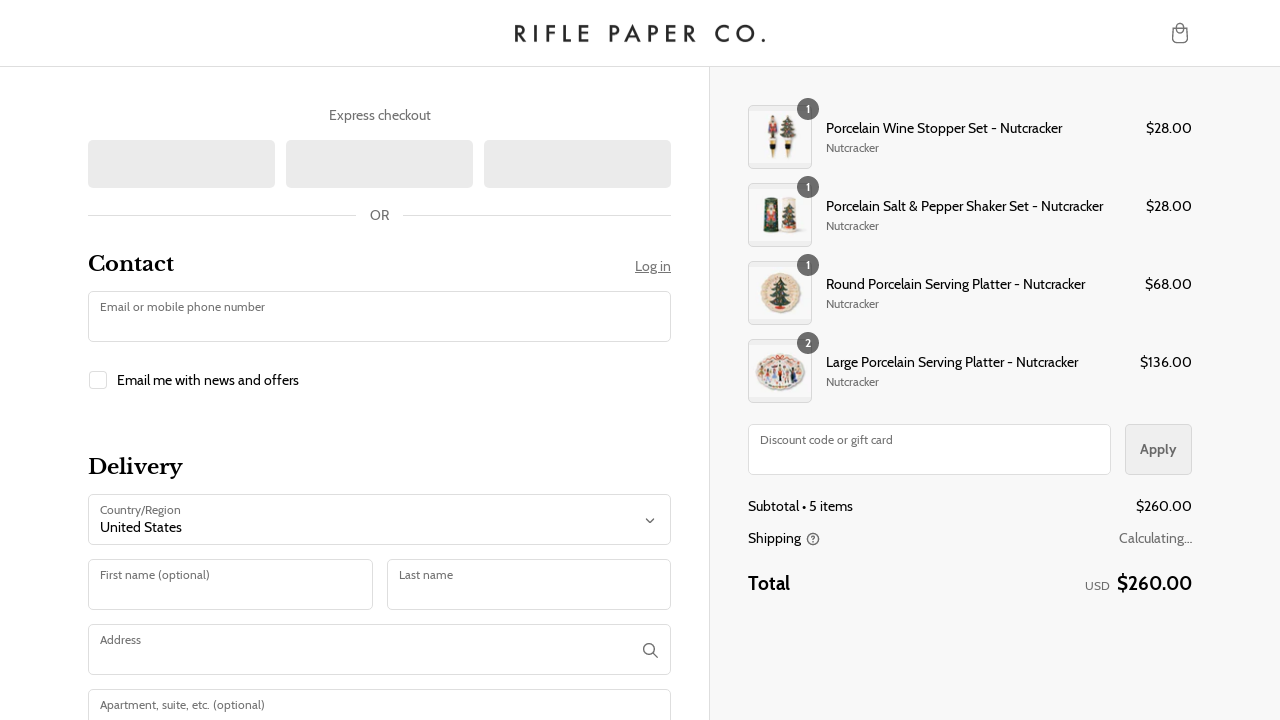 RIFLE PAPER CO.
Express checkout
OR
Contact
Log in
Email or mobile phone number
Email me with news and offers
Delivery
Country/Region
United States
First name (optional)
Last name
Address
Apartment, suite, etc. (optional)
1
Porcelain Wine Stopper Set - Nutcracker
$28.00
Nutcracker
1
Porcelain Salt & Pepper Shaker Set - Nutcracker
$28.00
Nutcracker
1
Round Porcelain Serving Platter - Nutcracker
$68.00
Nutcracker
2
Large Porcelain Serving Platter - Nutcracker
$136.00
Nutcracker
Discount code or gift card
Apply
Subtotal • 5 items
$260.00
Shipping
Calculating...
Total
USD $260.00